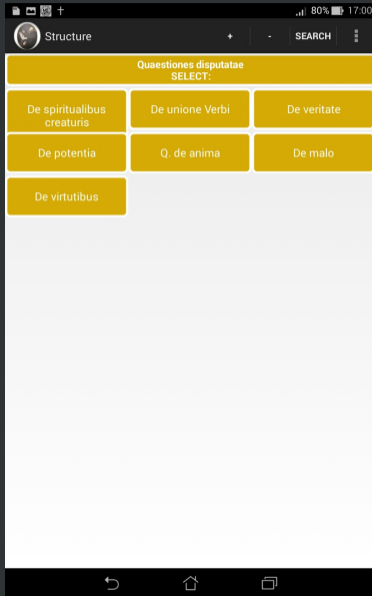 80% 17:00
Structure + - SEARCH
Quaestiones disputatae
SELECT:
De spiritualibus
creaturis
De unione Verbi
De veritate
De potentia
Q. de anima
De malo
De virtutibus